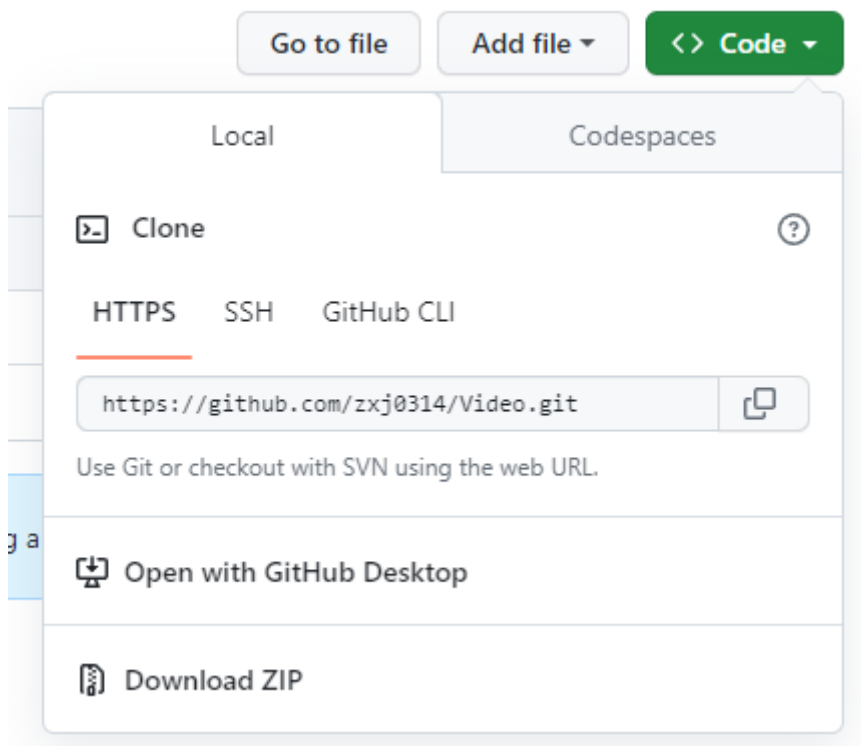 Go to file Add file <> Code
Local Codespaces
Clone
HTTPS SSH GitHub CLI
https://github.com/zxj0314/Video.git
Use Git or checkout with SVN using the web URL.
g a
Open with GitHub Desktop
Download ZIP